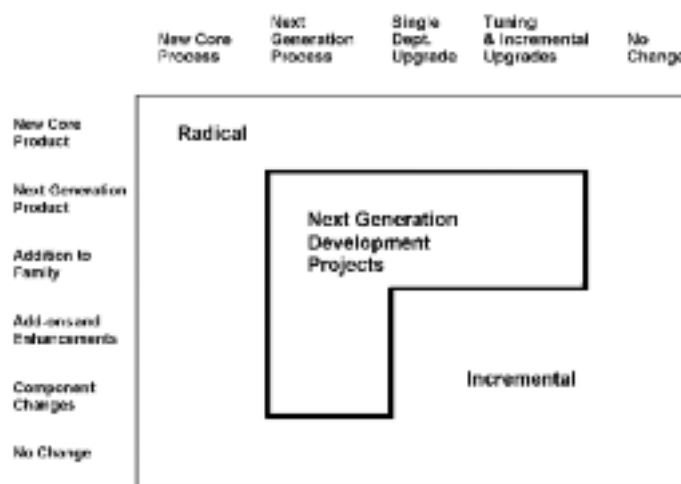 New Core
Process
Next
Generation
Process
Single
Dept.
Upgrade
Tuning
& Incremental
Upgrades
No
Change
New Core
Product
Radical
Next Generation
Product
Next Generation
Development
Projects
Addition to
Family
Add-ons and
Enhancements
Incremental
Component
Changes
No Change